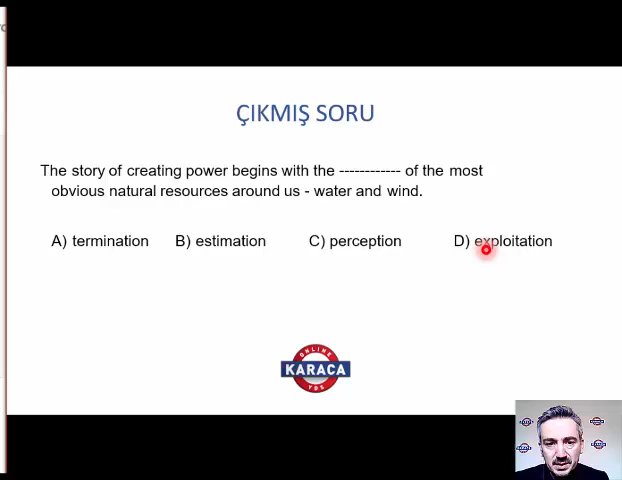 ÇIKMIŞ SORU
The story of creating power begins with the ------------ of the most
obvious natural resources around us - water and wind.
A) termination B) estimation C) perception D) exploitation
ONLINE
KARACA
YDS